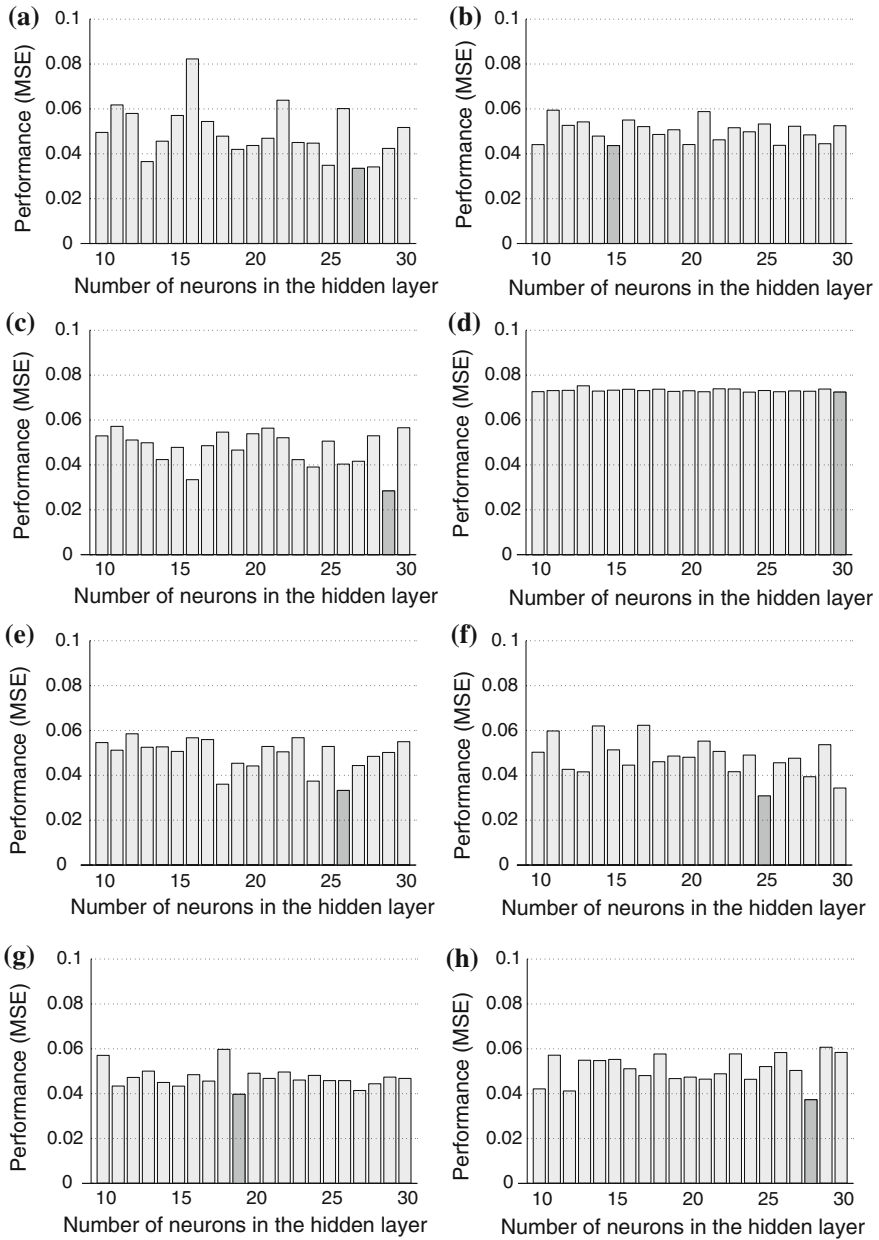 (a)
0.1
0.08
0.06
0.04
0.02
0
Performance (MSE)
10 15 20 25 30
Number of neurons in the hidden layer
(b)
0.1
0.08
0.06
0.04
0.02
0
Performance (MSE)
10 15 20 25 30
Number of neurons in the hidden layer
(c)
0.1
0.08
0.06
0.04
0.02
0
Performance (MSE)
10 15 20 25 30
Number of neurons in the hidden layer
(d)
0.1
0.08
0.06
0.04
0.02
0
Performance (MSE)
10 15 20 25 30
Number of neurons in the hidden layer
(e)
0.1
0.08
0.06
0.04
0.02
0
Performance (MSE)
10 15 20 25 30
Number of neurons in the hidden layer
(f)
0.1
0.08
0.06
0.04
0.02
0
Performance (MSE)
10 15 20 25 30
Number of neurons in the hidden layer
(g)
0.1
0.08
0.06
0.04
0.02
0
Performance (MSE)
10 15 20 25 30
Number of neurons in the hidden layer
(h)
0.1
0.08
0.06
0.04
0.02
0
Performance (MSE)
10 15 20 25 30
Number of neurons in the hidden layer